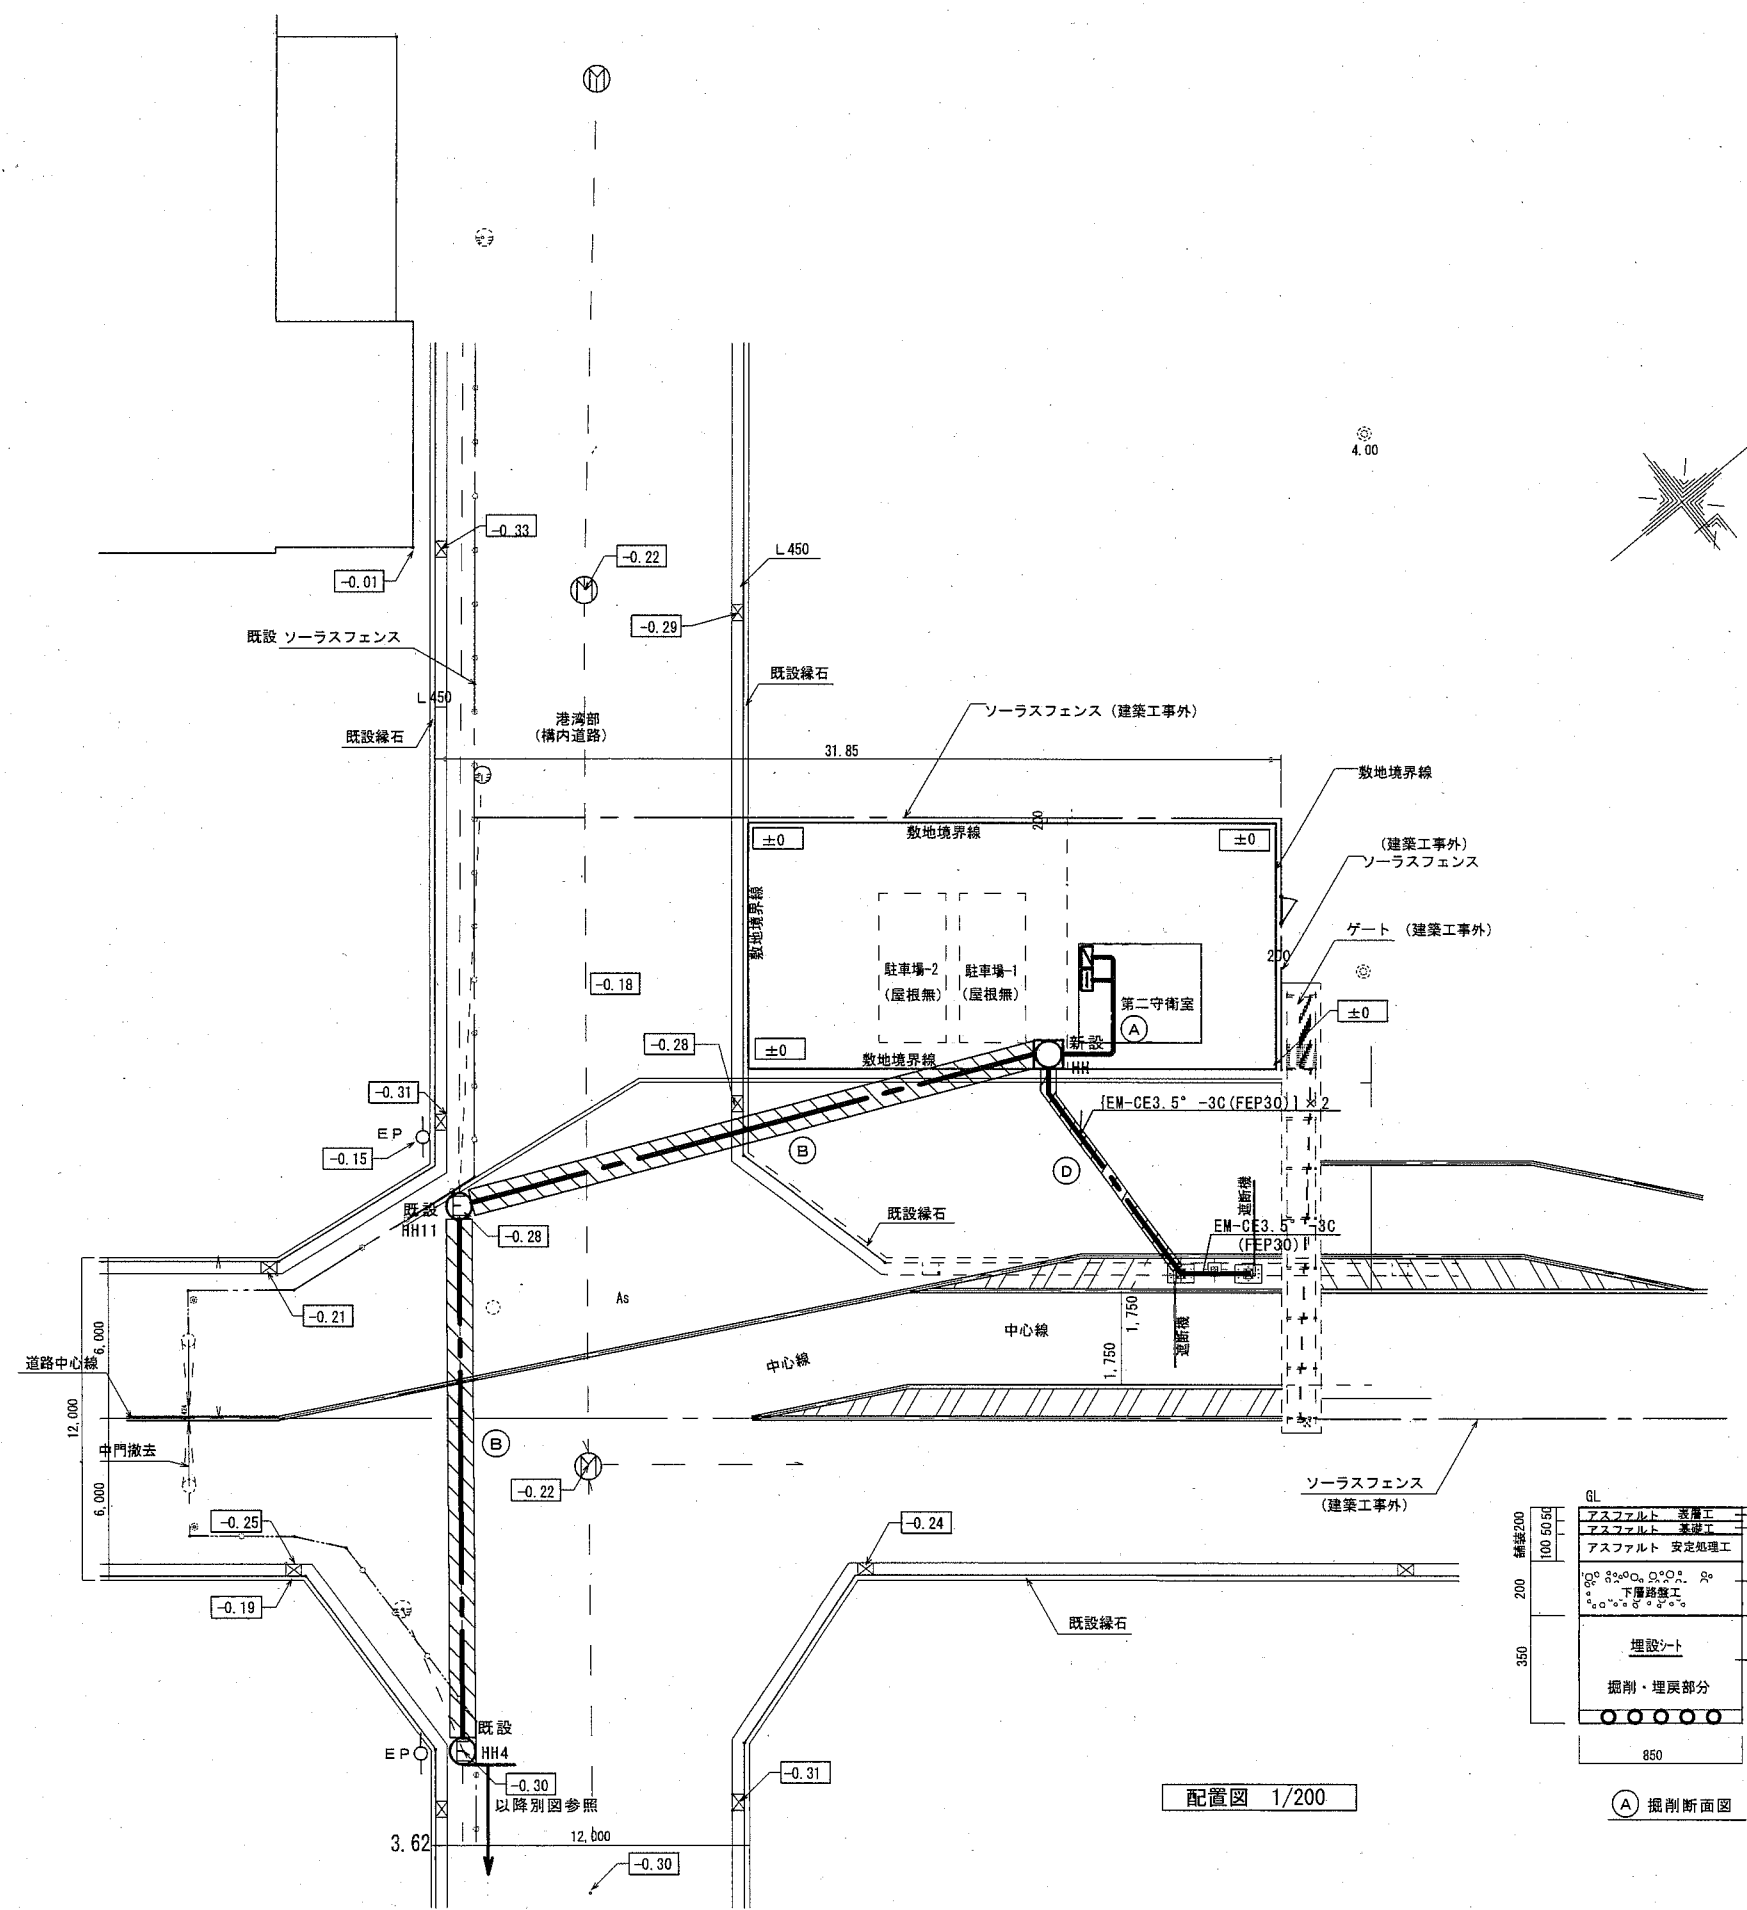 4.00
-0.33
-0.22
L 450
-0.01
-0.29
既設 ソーラスフェンス
既設縁石
L 450
港湾部
(構内道路)
ソーラスフェンス (建築工事外)
既設縁石
31.85
敷地境界線
200
敷地境界線
±0
±0
(建築工事外)
ソーラスフェンス
敷地境界線
ゲート (建築工事外)
200
駐車場-2
(屋根無)
駐車場-1
(屋根無)
-0.18
第二守衛室
A
±0
新設
HH
-0.28
±0
敷地境界線
-0.31
EP
-0.15
B
D
既設
HH11
-0.28
既設縁石
遮断機
EM-CE3.5° -3C
(FEP30)
-0.21
As
6,000
1,750
中心線
1,750
遮断機
道路中心線
中心線
12,000
中門撤去
B
-0.22
6,000
ソーラスフェンス
(建築工事外)
-0.25
-0.24
-0.19
既設縁石
GL
アスファルト 表層工
アスファルト 基礎工
アスファルト 安定処理工
舗装200
100 50 50
下層路盤工
200
埋設シート
350
掘削・埋戻部分
850
既設
EP
HH4
-0.30
以降別図参照
-0.31
配置図 1/200
A 掘削断面図
3.62
12,000
-0.30